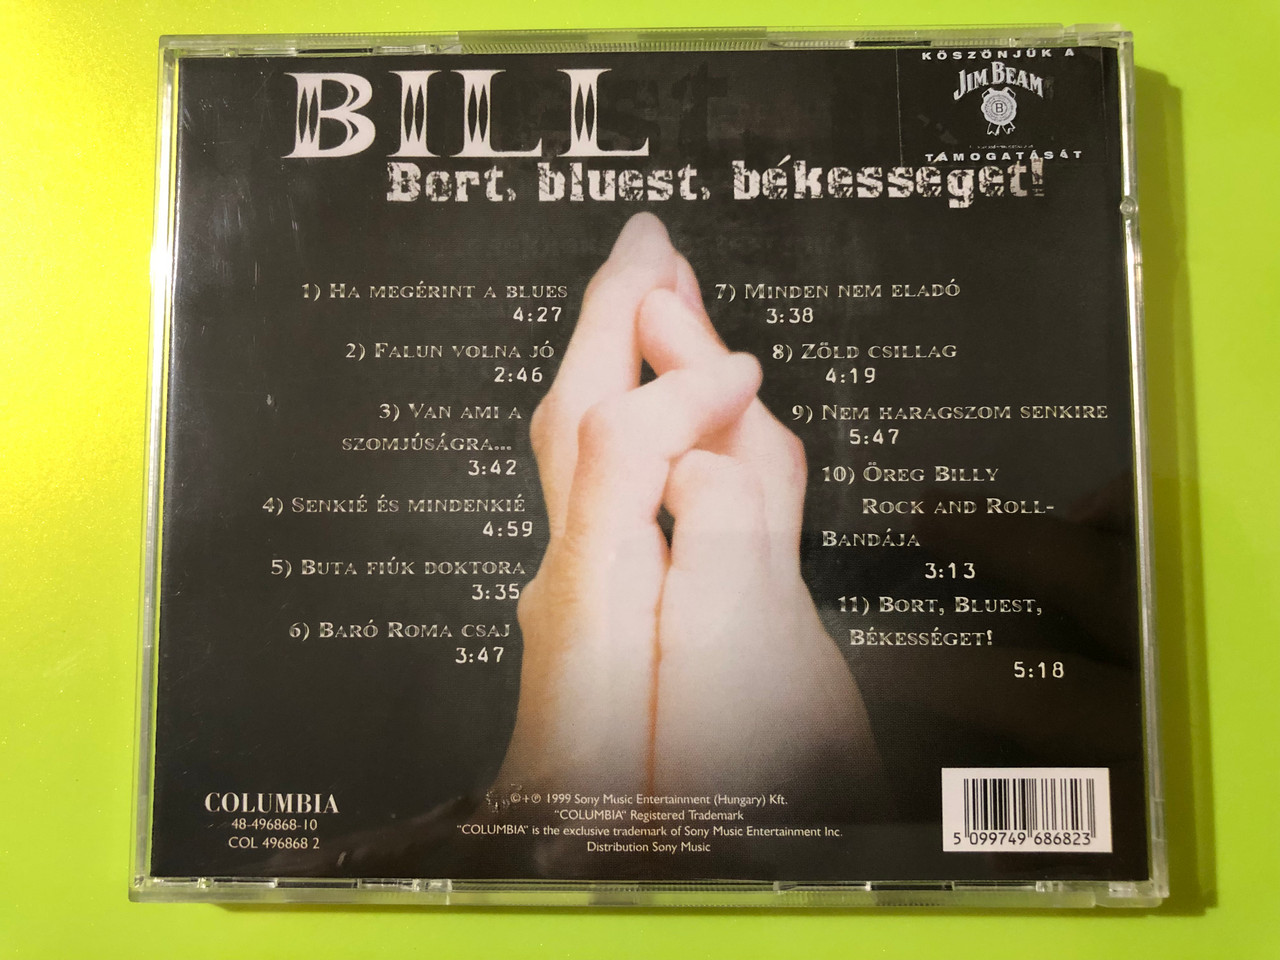 BILL
KÖSZÖNJÜK A
JIM BEAM
B
TÁMOGATÁSÁT
Bort, bluest, békességet!
1) HA MEGÉRINT A BLUES
4:27
2) FALUN VOLNA JÓ
2:46
3) VAN AMI A
SZOMJÚSÁGRA...
3:42
4) SENKIÉ ÉS MINDENKIÉ
4:59
5) BUTA FIÚK DOKTORA
3:35
6) BARÓ ROMA CSAJ
3:47
7) MINDEN NEM ELADÓ
3:38
8) ZÖLD CSILLAG
4:19
9) NEM HARAGSZOM SENKIRE
5:47
10) ÖREG BILLY
ROCK AND ROLL-
BANDÁJA
3:13
11) BORT, BLUEST,
BÉKESSÉGET!
5:18
COLUMBIA
48-496868-10
COL 496868 2
©+℗ 1999 Sony Music Entertainment (Hungary) Kft.
"COLUMBIA" Registered Trademark
"COLUMBIA" is the exclusive trademark of Sony Music Entertainment Inc.
Distribution Sony Music
5 099749 686823